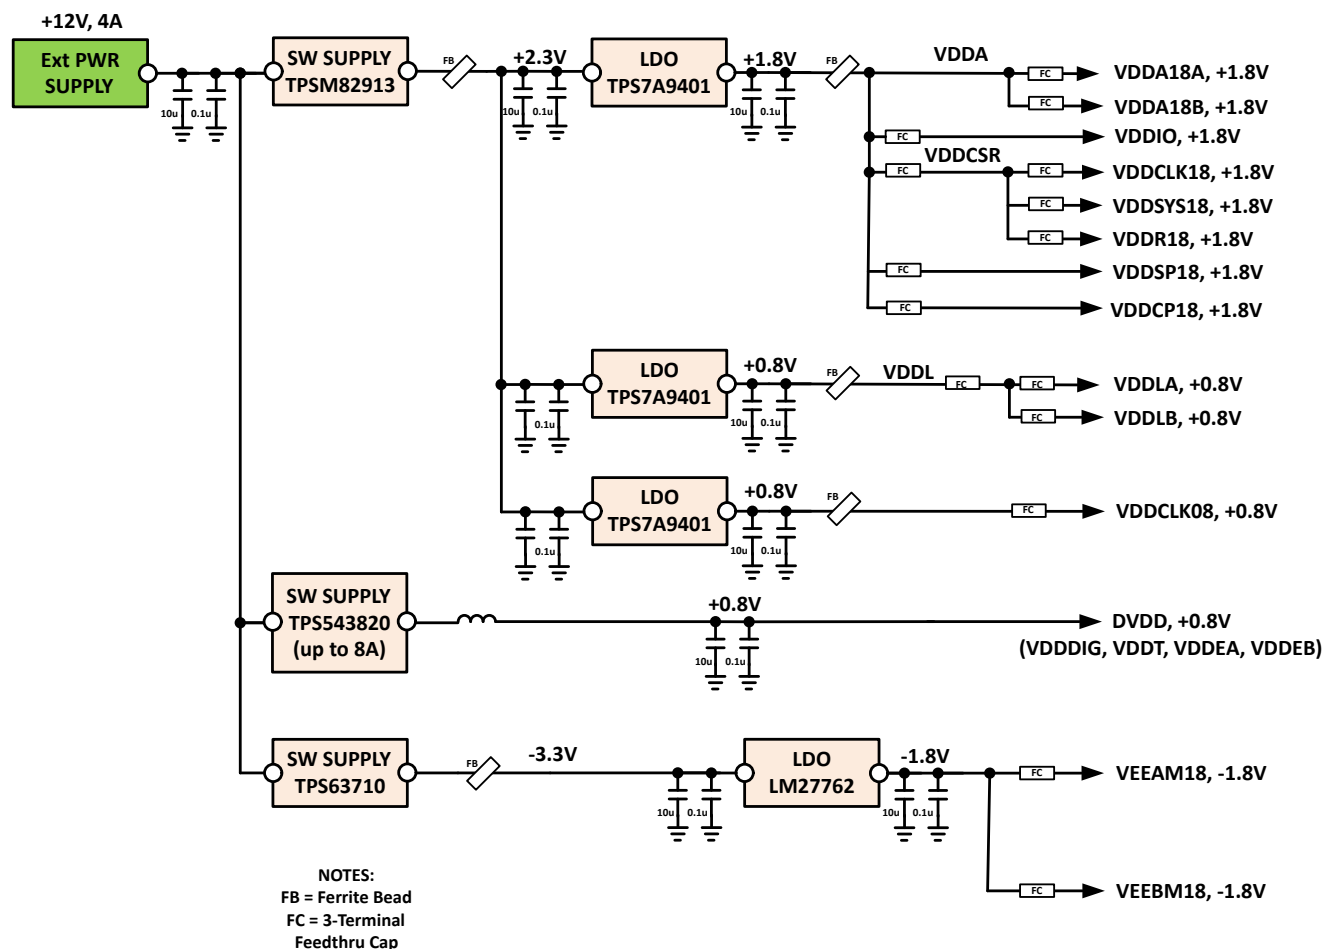 +12V, 4A
Ext PWR
SUPPLY
10u
0.1u
SW SUPPLY
TPSM82913
FB
+2.3V
10u
0.1u
LDO
TPS7A9401
+1.8V
10u
0.1u
FB
VDDA
FC
VDDA18A, +1.8V
FC
VDDA18B, +1.8V
FC
VDDIO, +1.8V
FC
VDDCSR
FC
VDDCLK18, +1.8V
FC
VDDSYS18, +1.8V
FC
VDDR18, +1.8V
FC
VDDSP18, +1.8V
FC
VDDCP18, +1.8V
0.1u
LDO
TPS7A9401
+0.8V
10u
0.1u
FB
VDDL
FC
FC
VDDLA, +0.8V
FC
VDDLB, +0.8V
0.1u
LDO
TPS7A9401
+0.8V
10u
0.1u
FB
FC
VDDCLK08, +0.8V
SW SUPPLY
TPS543820
(up to 8A)
+0.8V
10u
0.1u
DVDD, +0.8V
(VDDDIG, VDDT, VDDEA, VDDEB)
SW SUPPLY
TPS63710
FB
-3.3V
10u
0.1u
LDO
LM27762
-1.8V
10u
0.1u
FC
VEEAM18, -1.8V
FC
VEEBM18, -1.8V
NOTES:
FB = Ferrite Bead
FC = 3-Terminal
Feedthru Cap